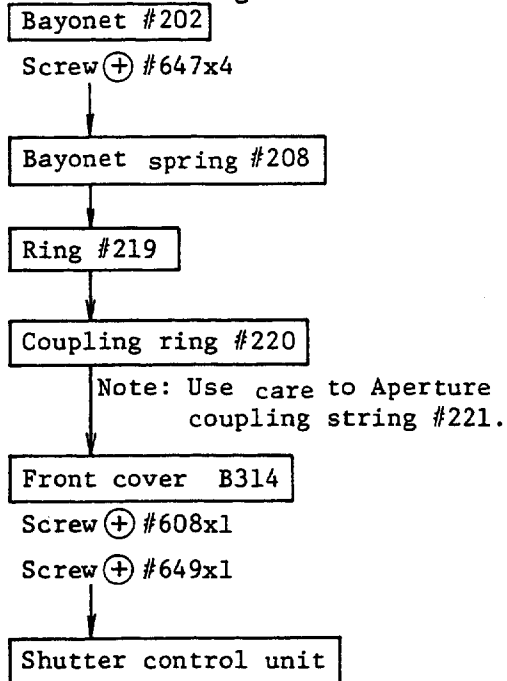 Bayonet #202
Screw ⊕ #647x4
Bayonet spring #208
Ring #219
Coupling ring #220
Note: Use care to Aperture
coupling string #221.
Front cover B314
Screw ⊕ #608x1
Screw ⊕ #649x1
Shutter control unit